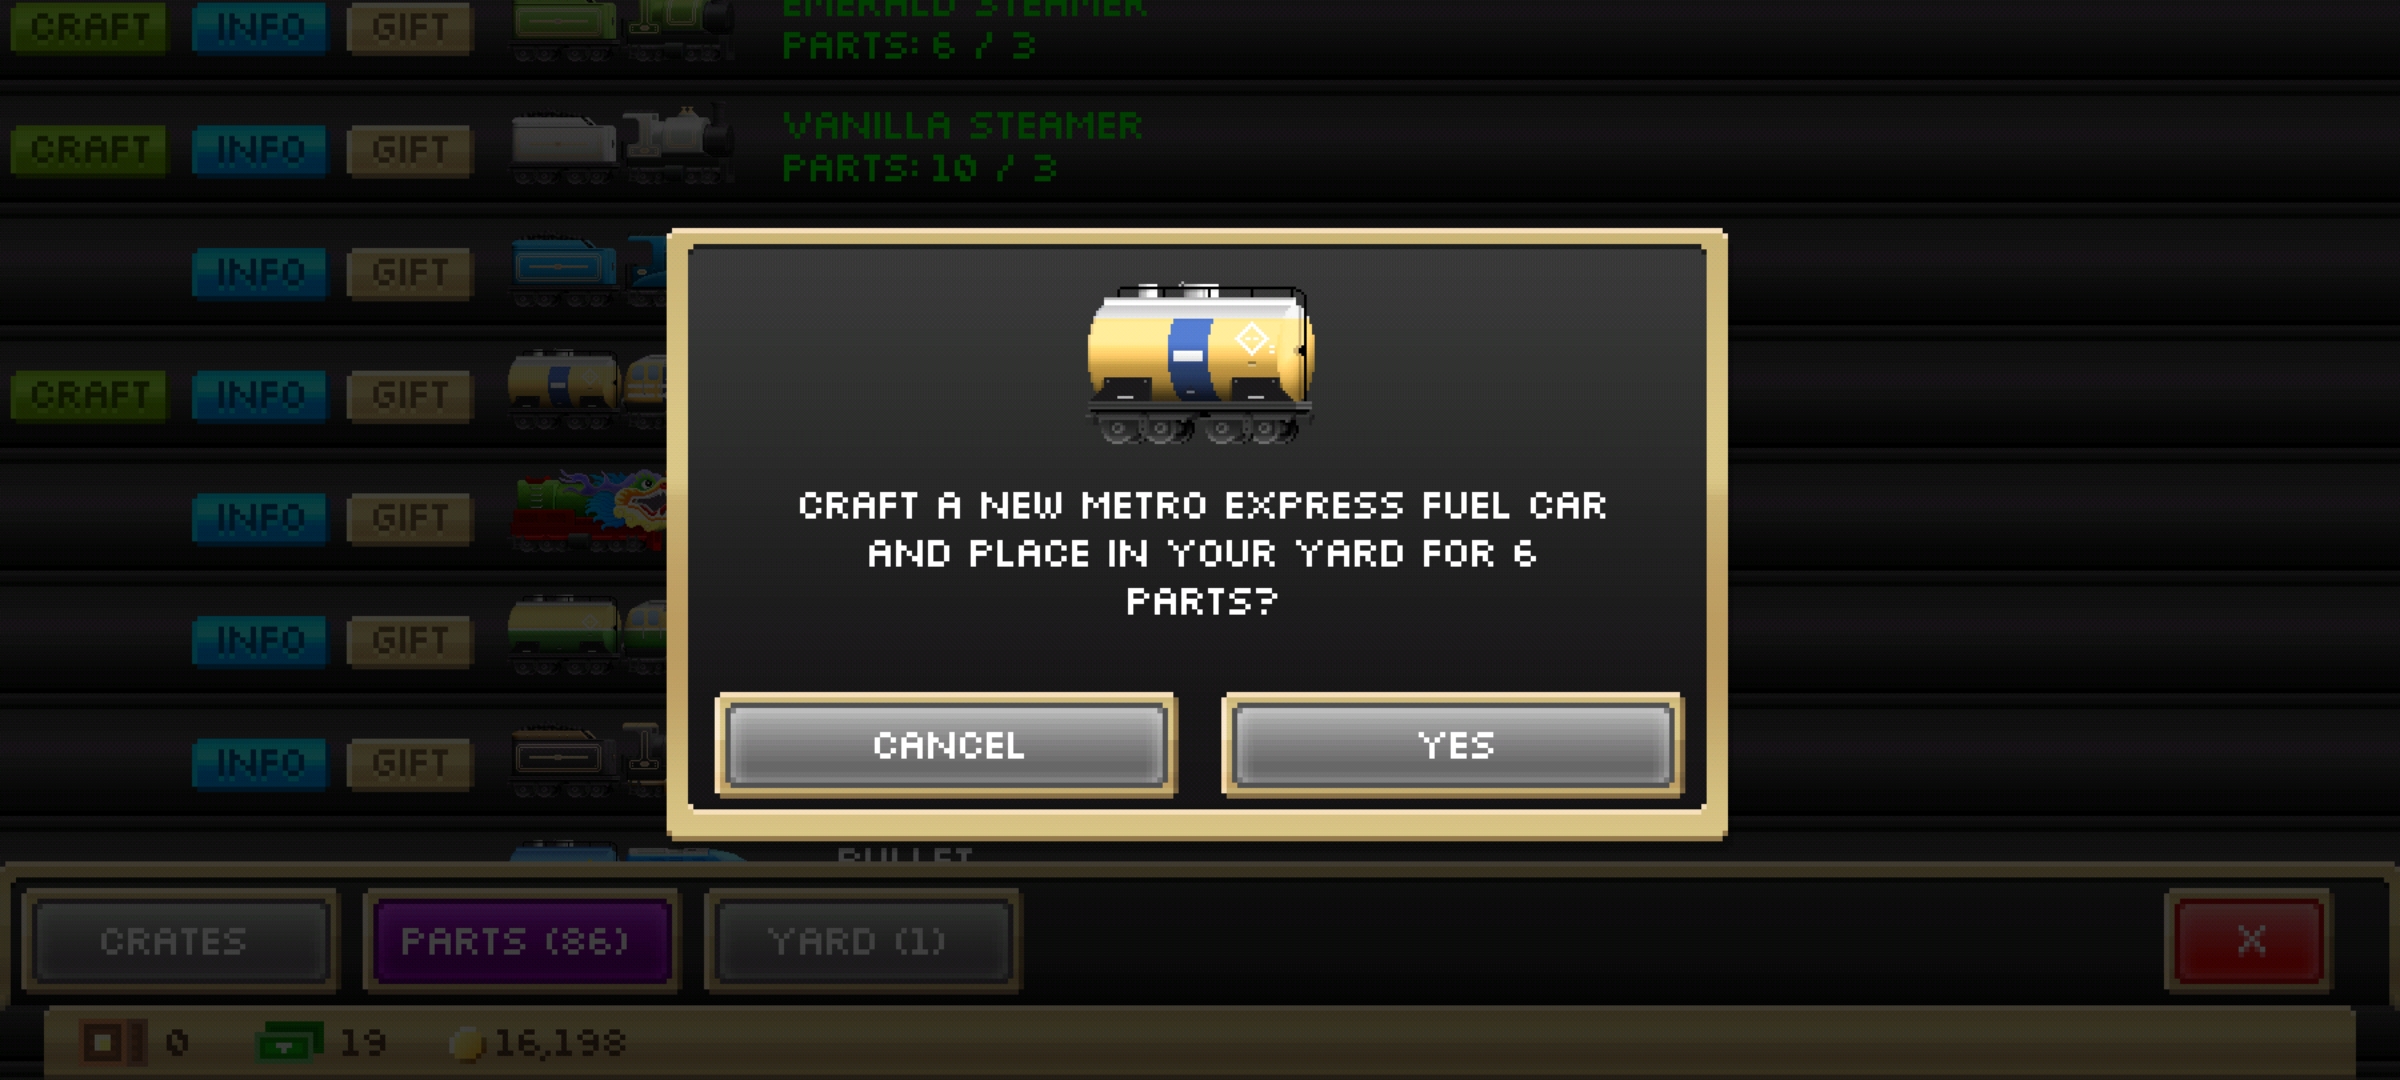 EMERALD STEAMER
CRAFT INFO GIFT PARTS: 6 / 3
VANILLA STEAMER
CRAFT INFO GIFT PARTS: 10 / 3
INFO GIFT
CRAFT INFO GIFT
INFO GIFT
INFO GIFT
INFO GIFT
CRAFT A NEW METRO EXPRESS FUEL CAR
AND PLACE IN YOUR YARD FOR 6
PARTS?
CANCEL YES
BULLET
CRATES PARTS (86) YARD (1) X
0 19 16,198